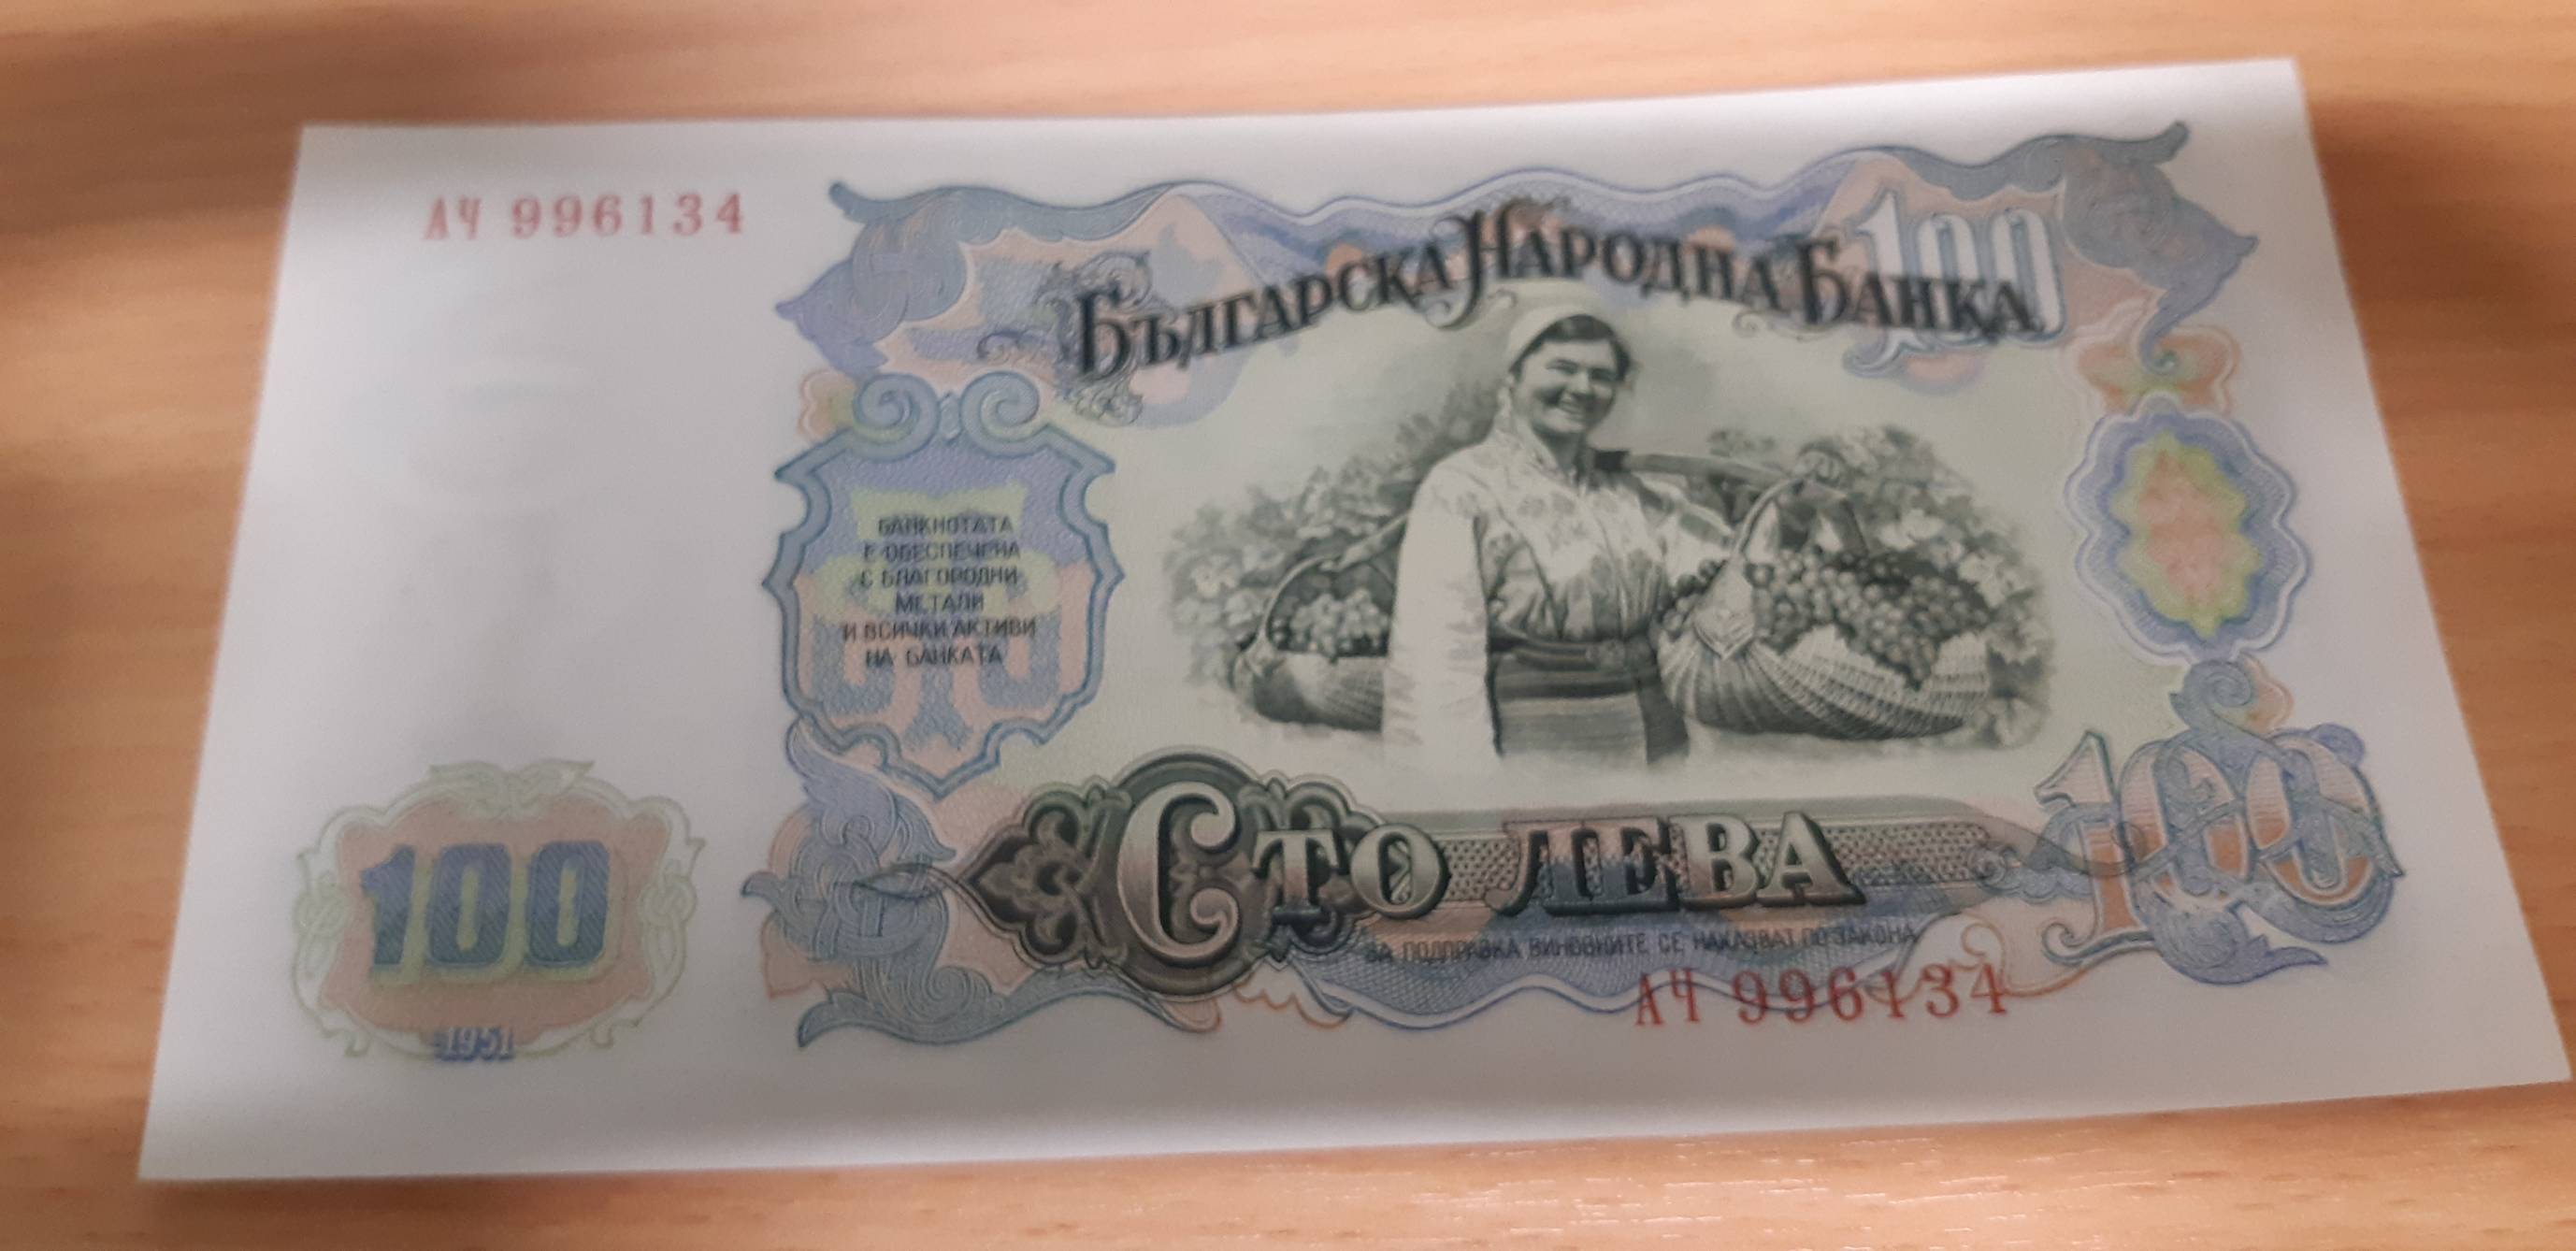 АЧ 996134
100
БЪЛГАРСКА НАРОДНА БАНКА
БАНКНОТАТА
Е ОБЕСПЕЧЕНА
С БЛАГОРОДНИ
МЕТАЛИ
И ВСИЧКИ АКТИВИ
НА БАНКАТА
СТО
СТО ЛЕВА
100
ЗА ПОДПРАВКА ВИНОВНИТЕ СЕ НАКАЗВАТ ПО ЗАКОНА
АЧ 996134
100
1951